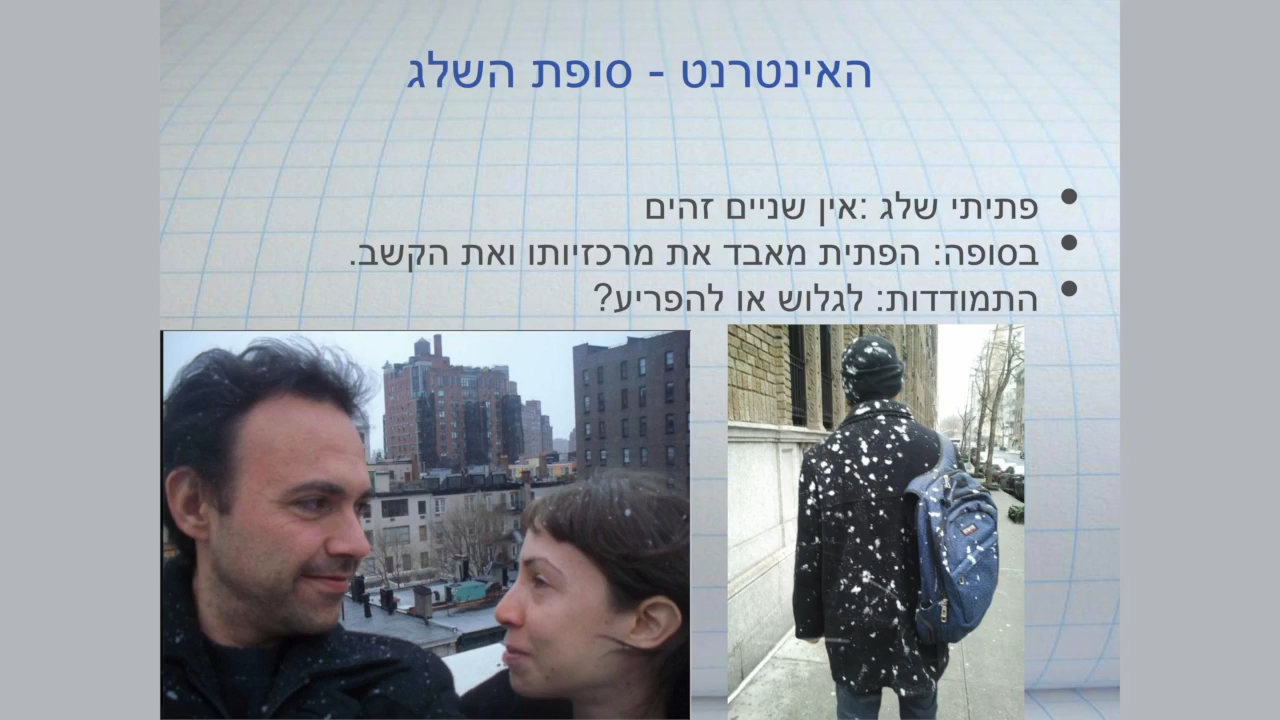 האינטרנט - סופת השלג
פתיתי שלג :אין שניים זהים
בסופה: הפתית מאבד את מרכזיותו ואת הקשב.
התמודדות: לגלוש או להפריע?